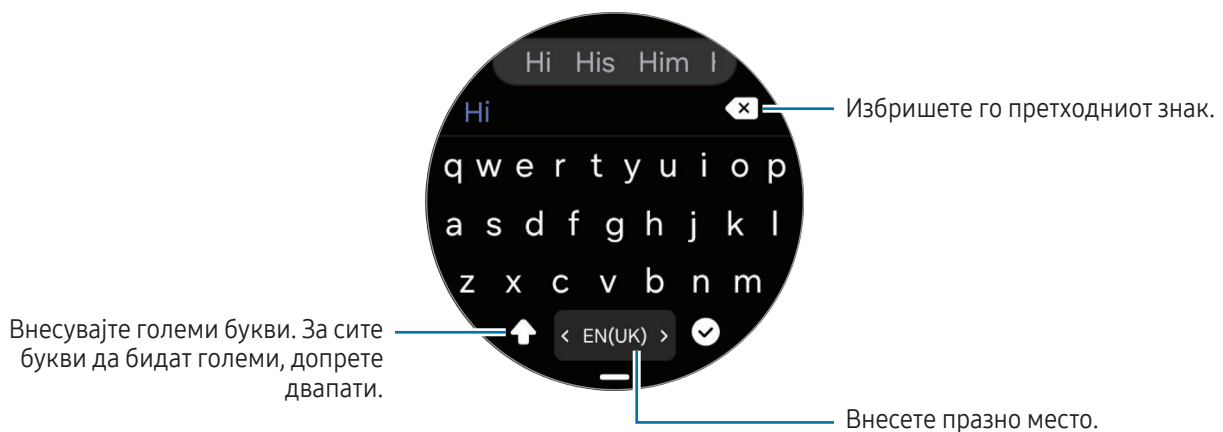 Hi His Him
Hi
Избришете го претходниот знак.
q w e r t y u i o p
a s d f g h j k l
z x c v b n m
Внесувајте големи букви. За сите
букви да бидат големи, допрете
двапати.
< EN(UK) >
Внесете празно место.